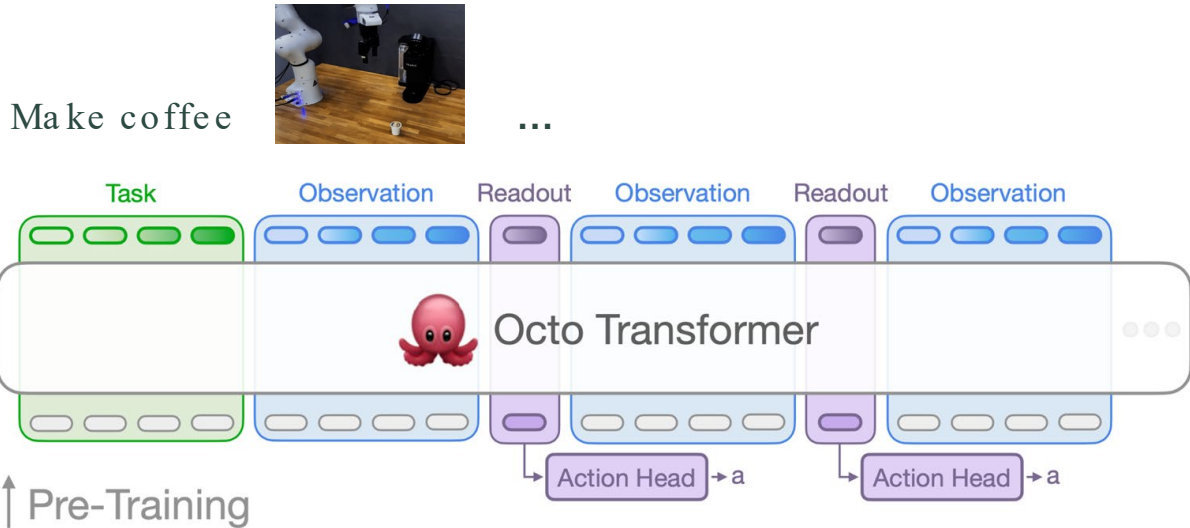 Make coffee ...
Task Observation Readout Observation Readout Observation
Octo Transformer
Action Head a Action Head a
Pre-Training